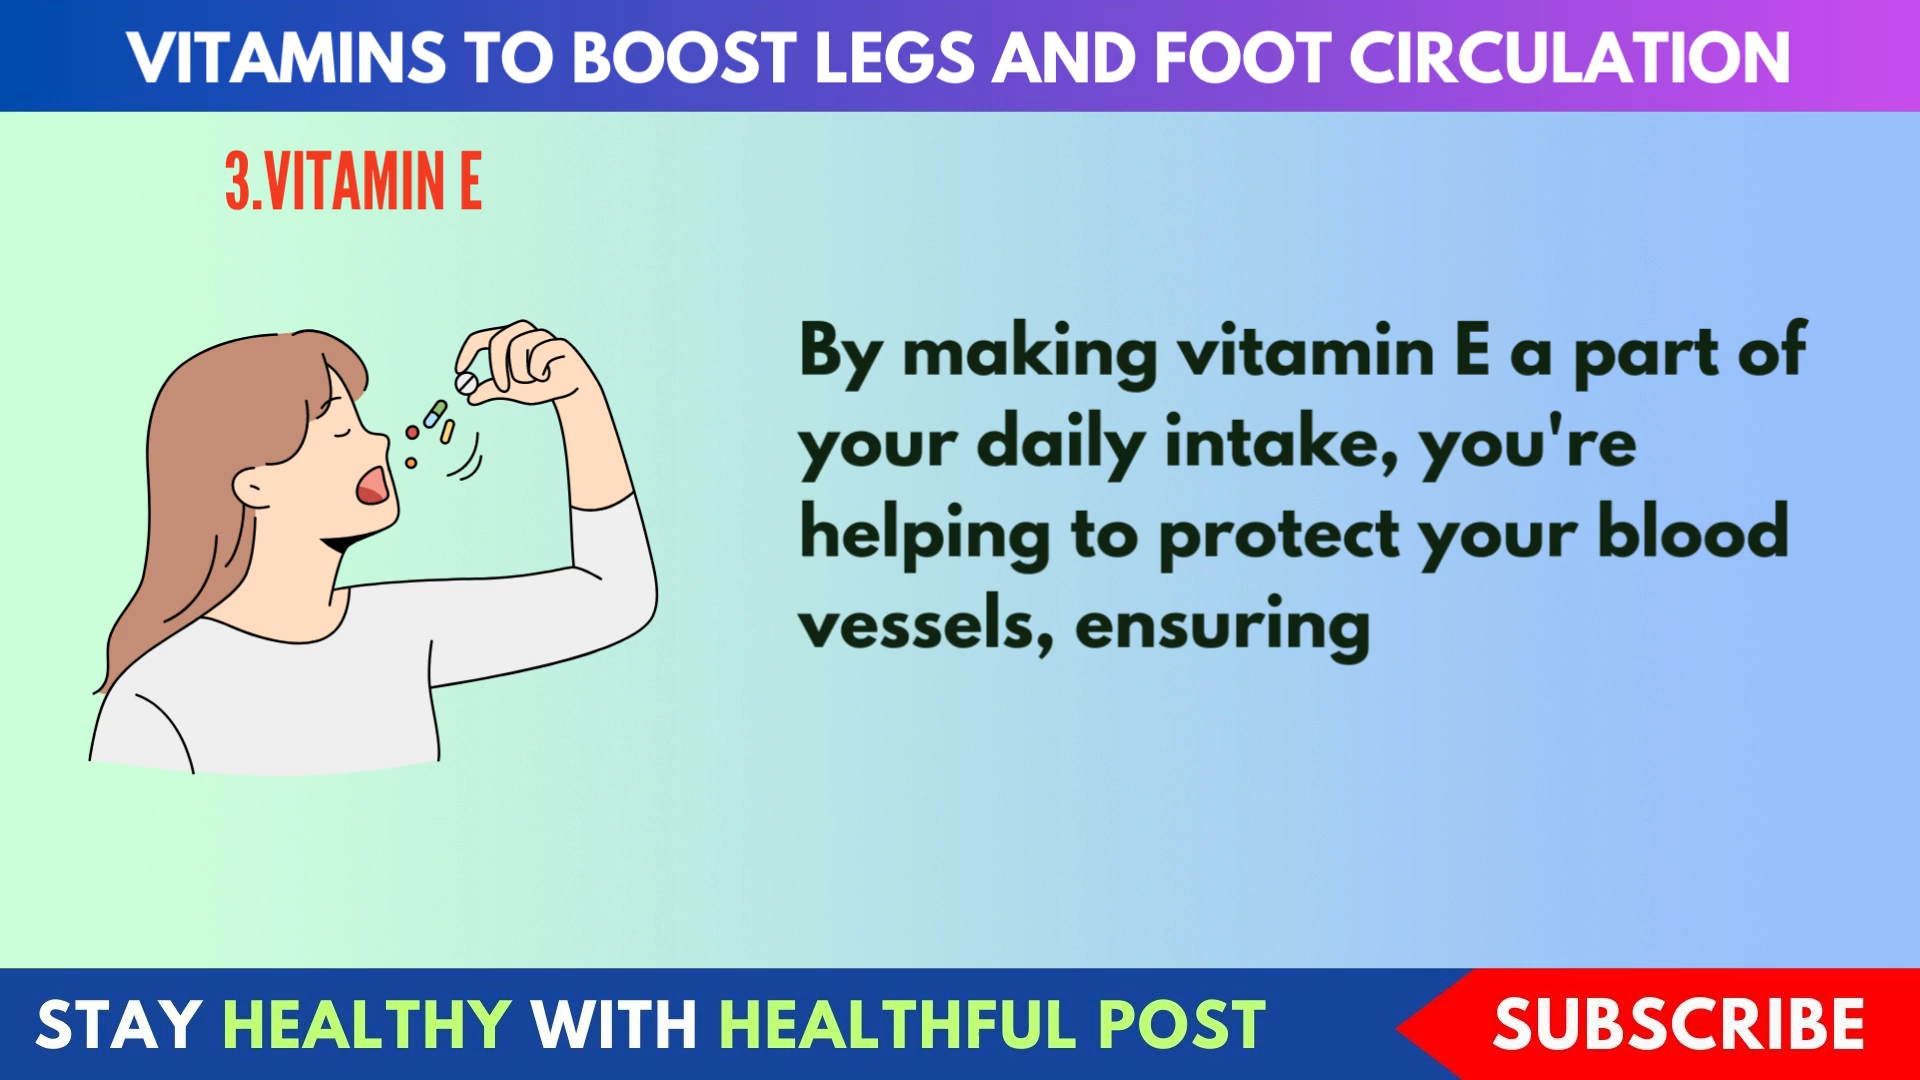 VITAMINS TO BOOST LEGS AND FOOT CIRCULATION
3.VITAMIN E
By making vitamin E a part of
your daily intake, you're
helping to protect your blood
vessels, ensuring
STAY HEALTHY WITH HEALTHFUL POST
SUBSCRIBE